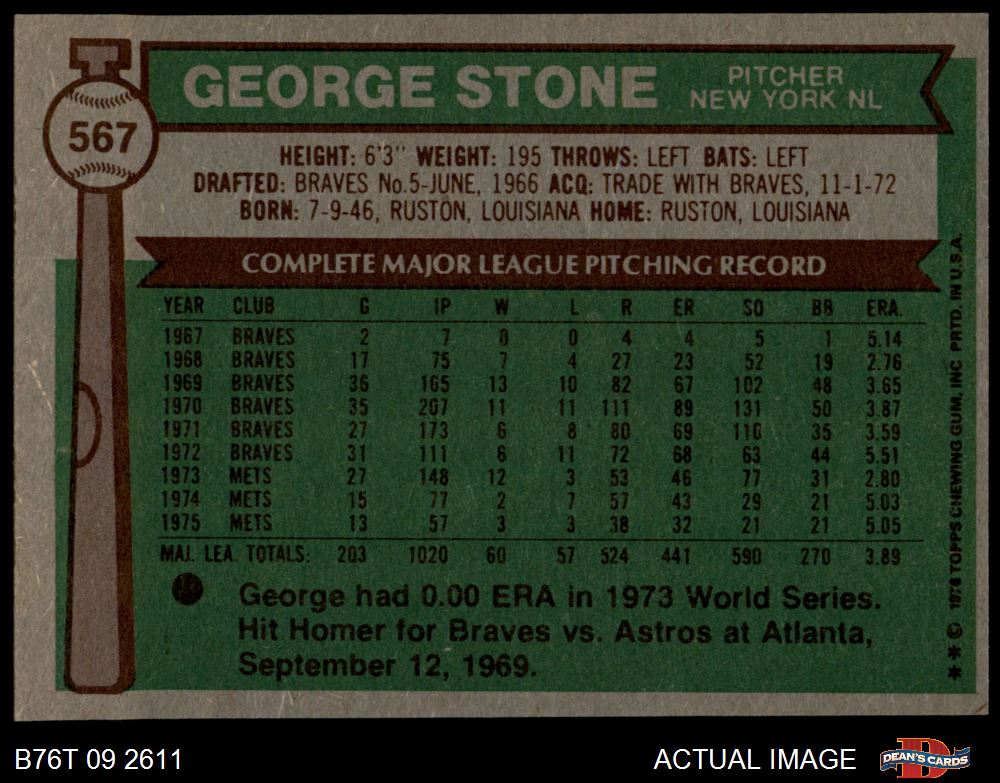 567
GEORGE STONE
PITCHER
NEW YORK NL
HEIGHT: 6'3" WEIGHT: 195 THROWS: LEFT BATS: LEFT
DRAFTED: BRAVES No.5-JUNE, 1966 ACQ: TRADE WITH BRAVES, 11-1-72
BORN: 7-9-46, RUSTON, LOUISIANA HOME: RUSTON, LOUISIANA
COMPLETE MAJOR LEAGUE PITCHING RECORD
YEAR CLUB G IP W L R ER SO BB ERA.
1967 BRAVES 2 7 0 0 4 4 5 1 5.14
1968 BRAVES 17 75 7 4 27 23 52 19 2.76
1969 BRAVES 36 165 13 10 82 67 102 48 3.65
1970 BRAVES 35 207 11 11 111 89 131 50 3.87
1971 BRAVES 27 173 6 8 80 69 110 35 3.59
1972 BRAVES 31 111 6 11 72 68 63 44 5.51
1973 METS 27 148 12 3 53 46 77 31 2.80
1974 METS 15 77 2 7 57 43 29 21 5.03
1975 METS 13 57 3 3 38 32 21 21 5.05
MAJ. LEA. TOTALS: 203 1020 60 57 524 441 590 270 3.89
George had 0.00 ERA in 1973 World Series.
Hit Homer for Braves vs. Astros at Atlanta,
September 12, 1969.
** © 1976 TOPPS CHEWING GUM, INC PRTD. IN U.S.A.
B76T 09 2611
ACTUAL IMAGE
DEAN'S CARDS